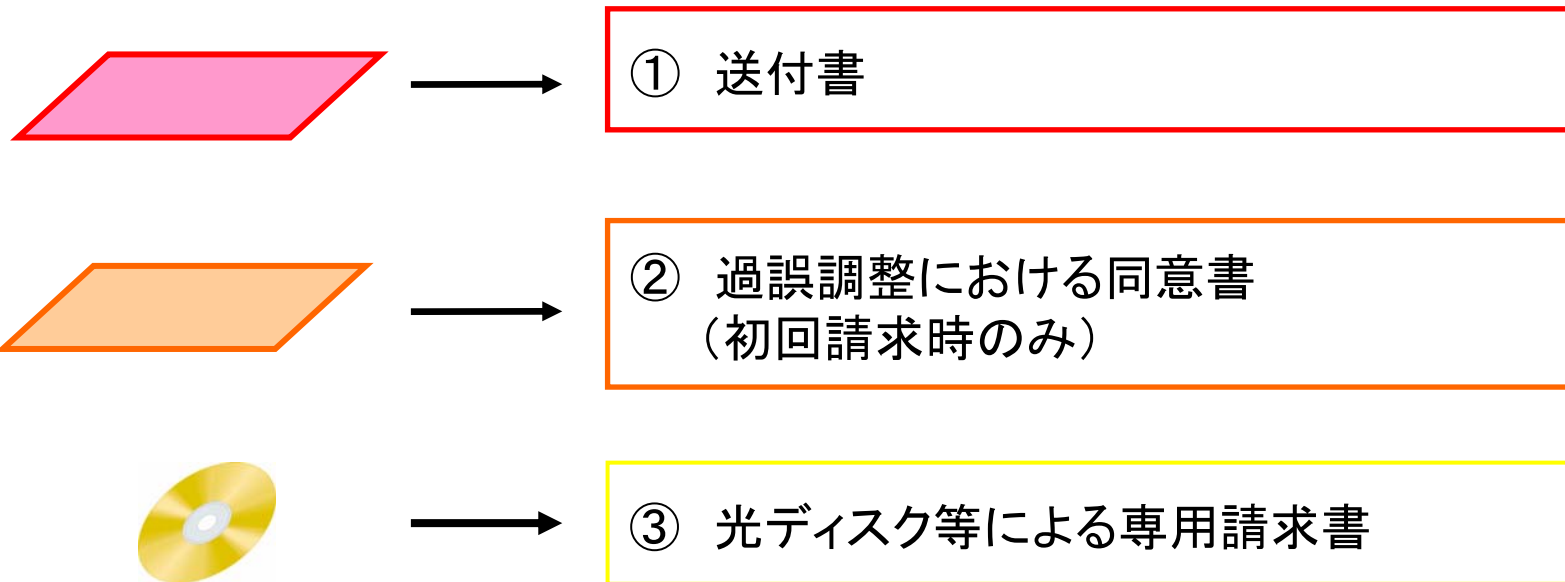 ① 送付書
② 過誤調整における同意書
（初回請求時のみ）
③ 光ディスク等による専用請求書